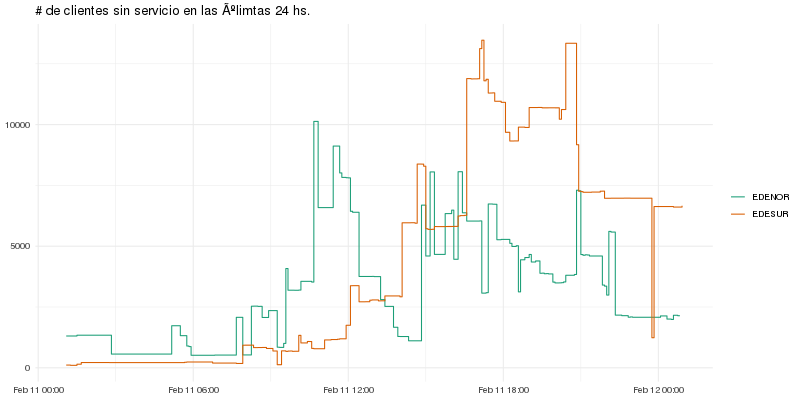 # de clientes sin servicio en las Ãºlimtas 24 hs.
10000
5000
0
Feb 11 00:00
Feb 11 06:00
Feb 11 12:00
Feb 11 18:00
Feb 12 00:00
EDENOR
EDESUR